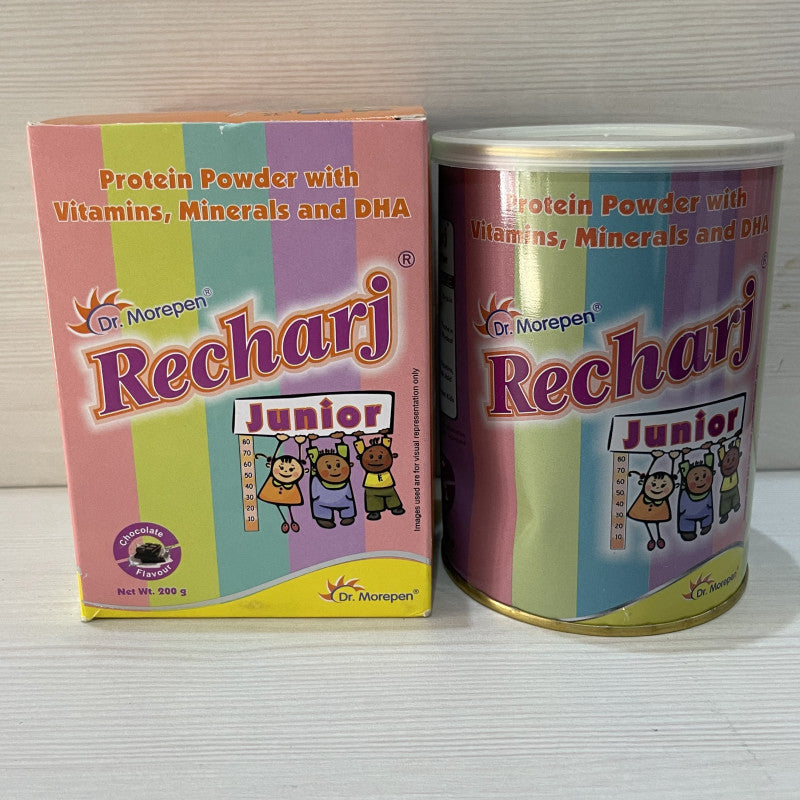 Protein Powder with
Vitamins, Minerals and DHA
®
Dr. Morepen®
Recharj
Junior
80
70
60
50
40
30
20
10
Images used are for visual representation only
Chocolate
Flavour
Net Wt. 200 g
Dr. Morepen®
Protein Powder with
Vitamins, Minerals and DHA
®
Dr. Morepen®
Recharj
Junior
80
70
60
50
40
30
20
10
Dr. Morepen®